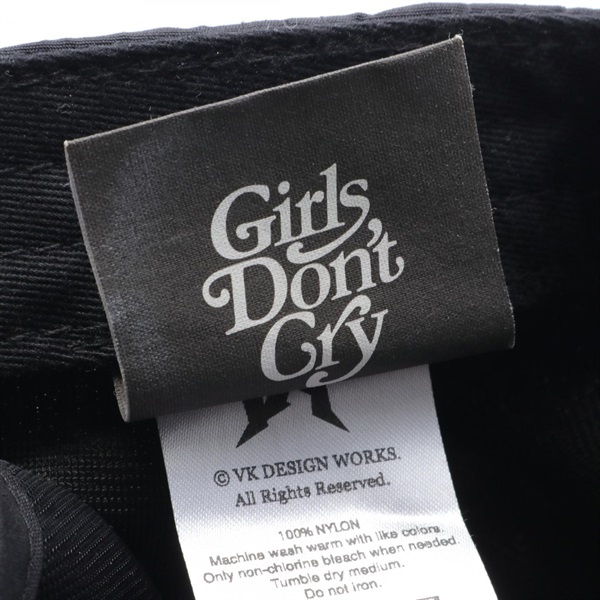 Girls
Don't
Cry
© VK DESIGN WORKS.
All Rights Reserved.
100% NYLON
Machine wash warm with like colors.
Only non-chlorine bleach when needed.
Tumble dry medium.
Do not iron.